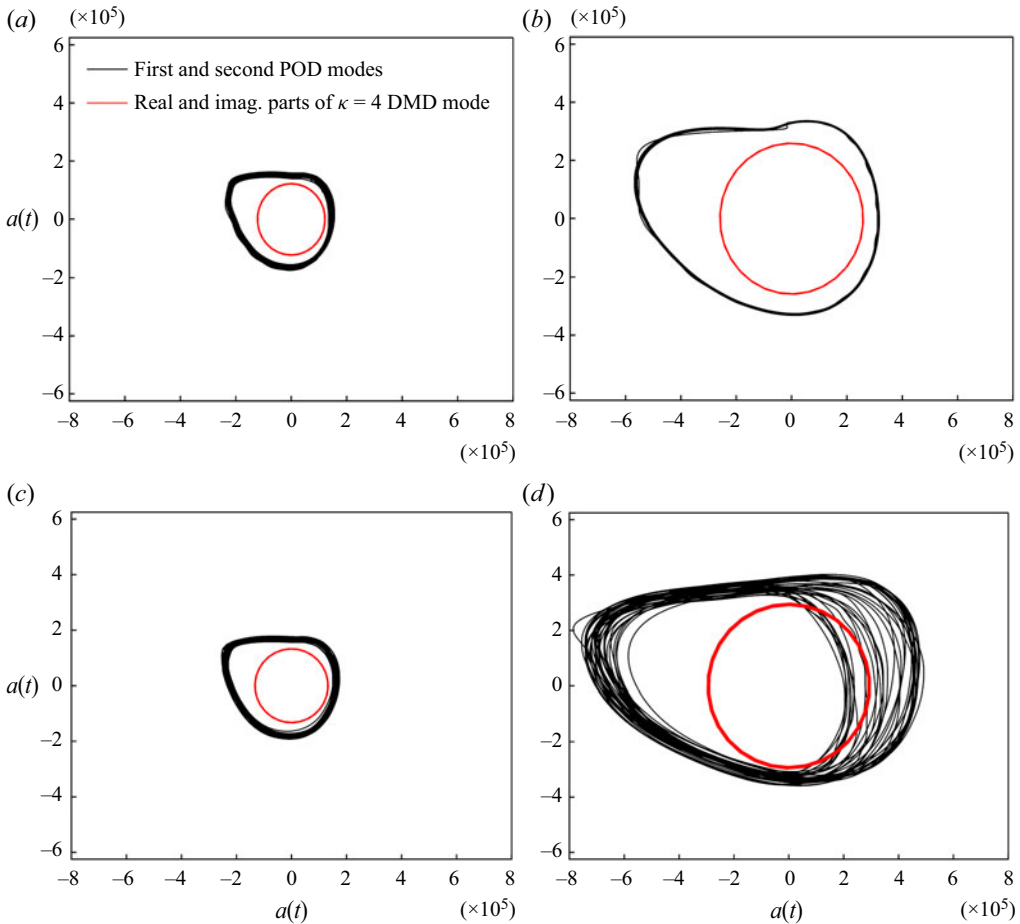 (a) (×10⁵) (b) (×10⁵)
6 6
First and second POD modes
Real and imag. parts of κ = 4 DMD mode
4 4
2 2
a(t) 0 0
–2 –2
–4 –4
–6 –6
–8 –6 –4 –2 0 2 4 6 8 –8 –6 –4 –2 0 2 4 6 8
(×10⁵) (×10⁵)
(c) (d)
6 6
4 4
2 2
a(t) 0 0
–2 –2
–4 –4
–6 –6
–8 –6 –4 –2 0 2 4 6 8 –8 –6 –4 –2 0 2 4 6 8
a(t) (×10⁵) a(t) (×10⁵)